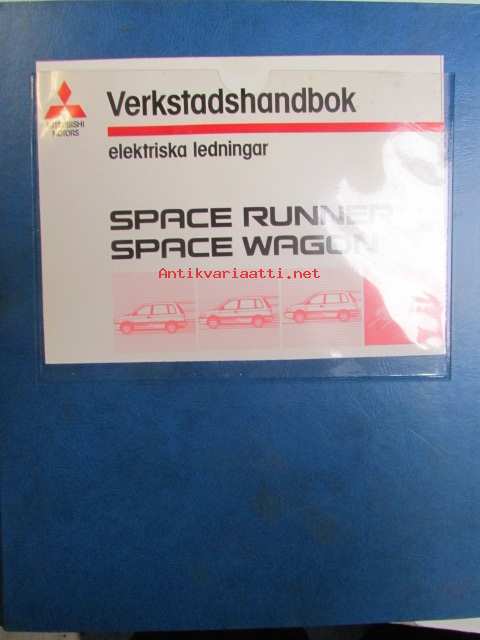 Verkstadshandbok
MITSUBISHI
MOTORS
elektriska ledningar
SPACE RUNNER
SPACE WAGON
Antikvariaatti.net